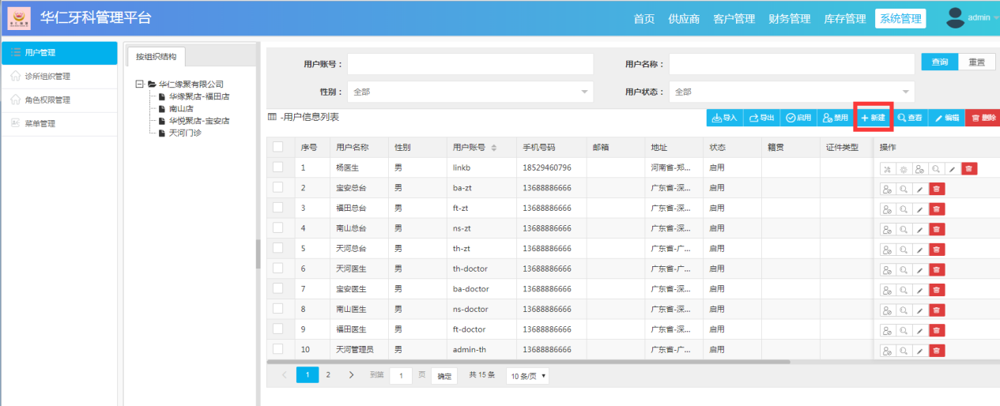 华仁牙科管理平台
首页 供应商 客户管理 财务管理 库存管理 系统管理 admin
用户管理
诊所组织管理
角色权限管理
菜单管理
按组织结构
华仁缘聚有限公司
华缘聚店-福田店
南山店
华悦聚店-宝安店
天河门诊
用户账号： 用户名称： 查询 重置
性别： 全部 用户状态： 全部
-用户信息列表 导入 导出 启用 禁用 新建 查看 编辑 删除
序号 用户名称 性别 用户账号 手机号码 邮箱 地址 状态 籍贯 证件类型 操作
1 杨医生 男 linkb 18529460796 河南省-郑... 启用
2 宝安总台 男 ba-zt 13688886666 广东省-深... 启用
3 福田总台 男 ft-zt 13688886666 广东省-深... 启用
4 南山总台 男 ns-zt 13688886666 广东省-深... 启用
5 天河总台 男 th-zt 13688886666 广东省-广... 启用
6 天河医生 男 th-doctor 13688886666 广东省-广... 启用
7 宝安医生 男 ba-doctor 13688886666 广东省-深... 启用
8 南山医生 男 ns-doctor 13688886666 广东省-深... 启用
9 福田医生 男 ft-doctor 13688886666 广东省-深... 启用
10 天河管理员 男 admin-th 13688886666 广东省-广... 启用
1 2 到第 1 页 确定 共 15 条 10 条/页